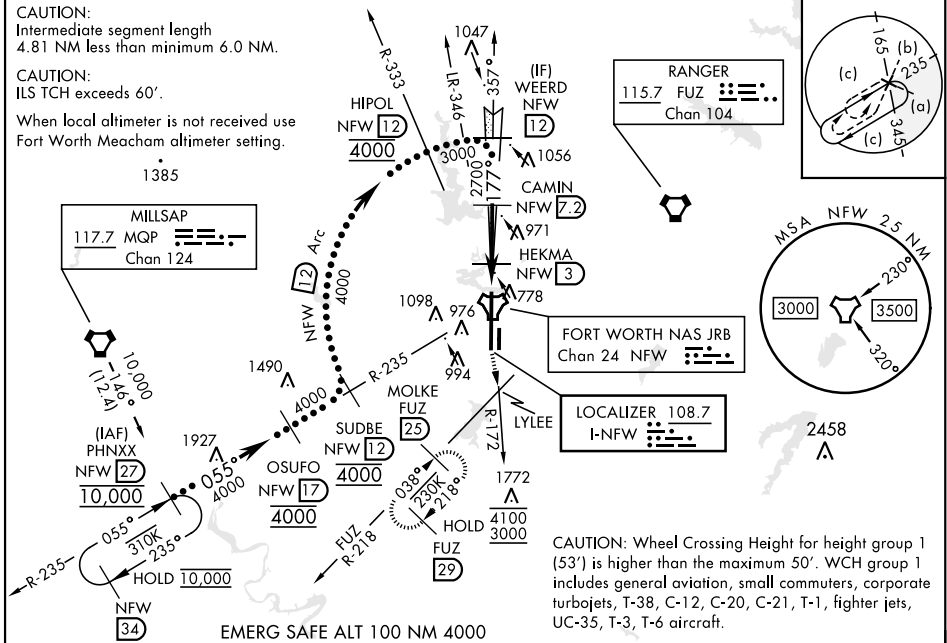 CAUTION:
Intermediate segment length
4.81 NM less than minimum 6.0 NM.
CAUTION:
ILS TCH exceeds 60'.
When local altimeter is not received use
Fort Worth Meacham altimeter setting.
1385
MILLSAP
117.7 MQP
Chan 124
10,000
146°
(12.4)
(IAF)
PHNXX
NFW 27
10,000
1927
055°
4000
055°
310K
235°
R-235
HOLD 10,000
NFW
34
OSUFO
NFW 17
4000
4000
1490
SUDBE
NFW 12
4000
NFW 12 Arc
4000
HIPOL
NFW 12
4000
R-333
LR-346
3000
1047
357°
(IF)
WEERD
NFW
12
1056
2700
177°
CAMIN
NFW 7.2
971
HEKMA
NFW 3
778
1098
976
994
R-235
MOLKE
FUZ
25
038°
230K
218°
FUZ
R-218
HOLD
4100
3000
FUZ
29
LYLEE
R-172
1772
RANGER
115.7 FUZ
Chan 104
FORT WORTH NAS JRB
Chan 24 NFW
LOCALIZER 108.7
I-NFW
165
(b)
235
(c)
(a)
(c)
345
MSA NFW 25 NM
230°
3000
3500
320°
2458
CAUTION: Wheel Crossing Height for height group 1
(53') is higher than the maximum 50'. WCH group 1
includes general aviation, small commuters, corporate
turbojets, T-38, C-12, C-20, C-21, T-1, fighter jets,
UC-35, T-3, T-6 aircraft.
EMERG SAFE ALT 100 NM 4000